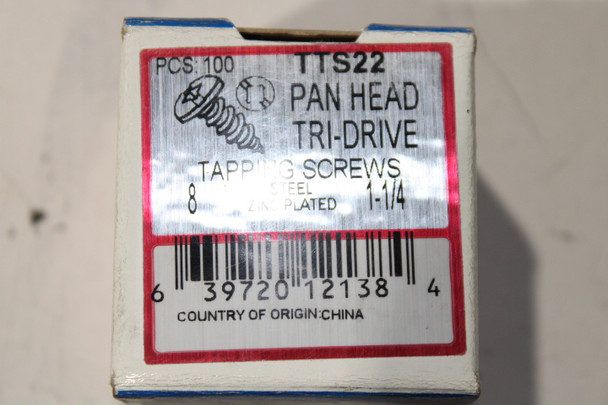 PCS: 100 TTS22
PAN HEAD
TRI-DRIVE
TAPPING SCREWS
8 STEEL 1-1/4
ZINC PLATED
6 39720 12138 4
COUNTRY OF ORIGIN:CHINA